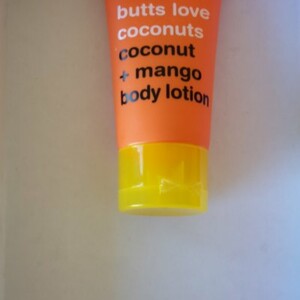 butts love
coconuts
coconut
+ mango
body lotion